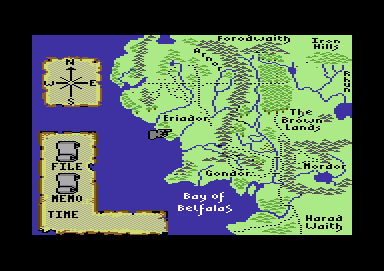 Forodwaith
Iron
Hills
Arnor
N
W E
S
Rhun
Eriador
The
Brown
Lands
FILE
Mordor
Gondor
MEMO
Bay of
Belfalas
TIME
Harad
Waith